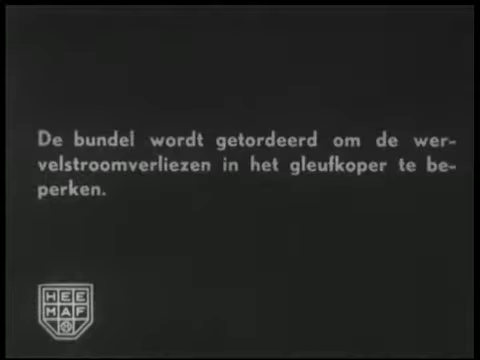 De bundel wordt getordeerd om de wer-
velstroomverliezen in het gleufkoper te be-
perken.
HEE
MAF